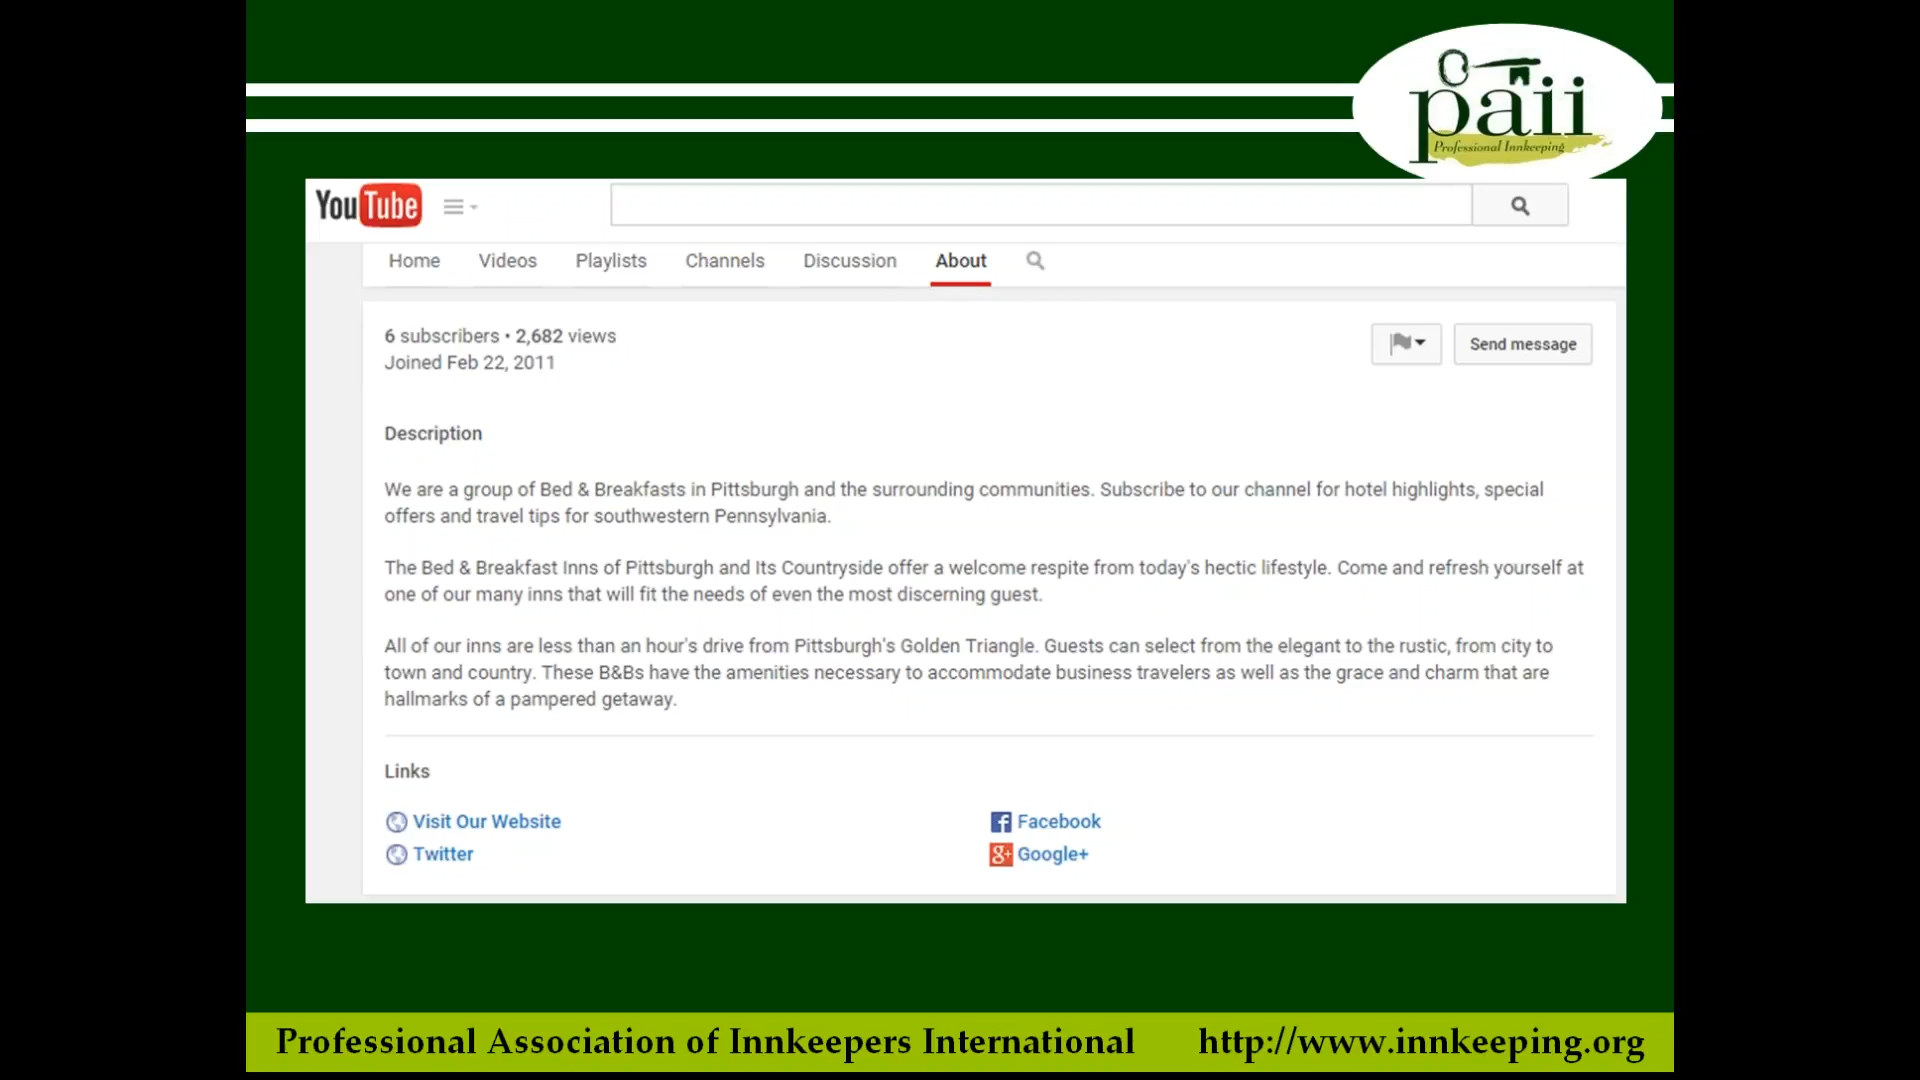 paii
Professional Innkeeping
YouTube
Home Videos Playlists Channels Discussion About
6 subscribers • 2,682 views
Joined Feb 22, 2011
Send message
Description
We are a group of Bed & Breakfasts in Pittsburgh and the surrounding communities. Subscribe to our channel for hotel highlights, special
offers and travel tips for southwestern Pennsylvania.
The Bed & Breakfast Inns of Pittsburgh and Its Countryside offer a welcome respite from today's hectic lifestyle. Come and refresh yourself at
one of our many inns that will fit the needs of even the most discerning guest.
All of our inns are less than an hour's drive from Pittsburgh's Golden Triangle. Guests can select from the elegant to the rustic, from city to
town and country. These B&Bs have the amenities necessary to accommodate business travelers as well as the grace and charm that are
hallmarks of a pampered getaway.
Links
Visit Our Website
Facebook
Twitter
g+ Google+
Professional Association of Innkeepers International http://www.innkeeping.org